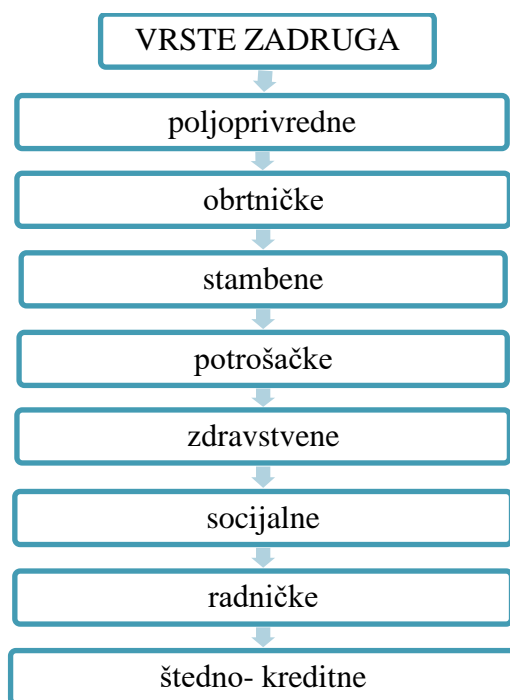 VRSTE ZADRUGA
poljoprivredne
obrtničke
stambene
potrošačke
zdravstvene
socijalne
radničke
štedno- kreditne